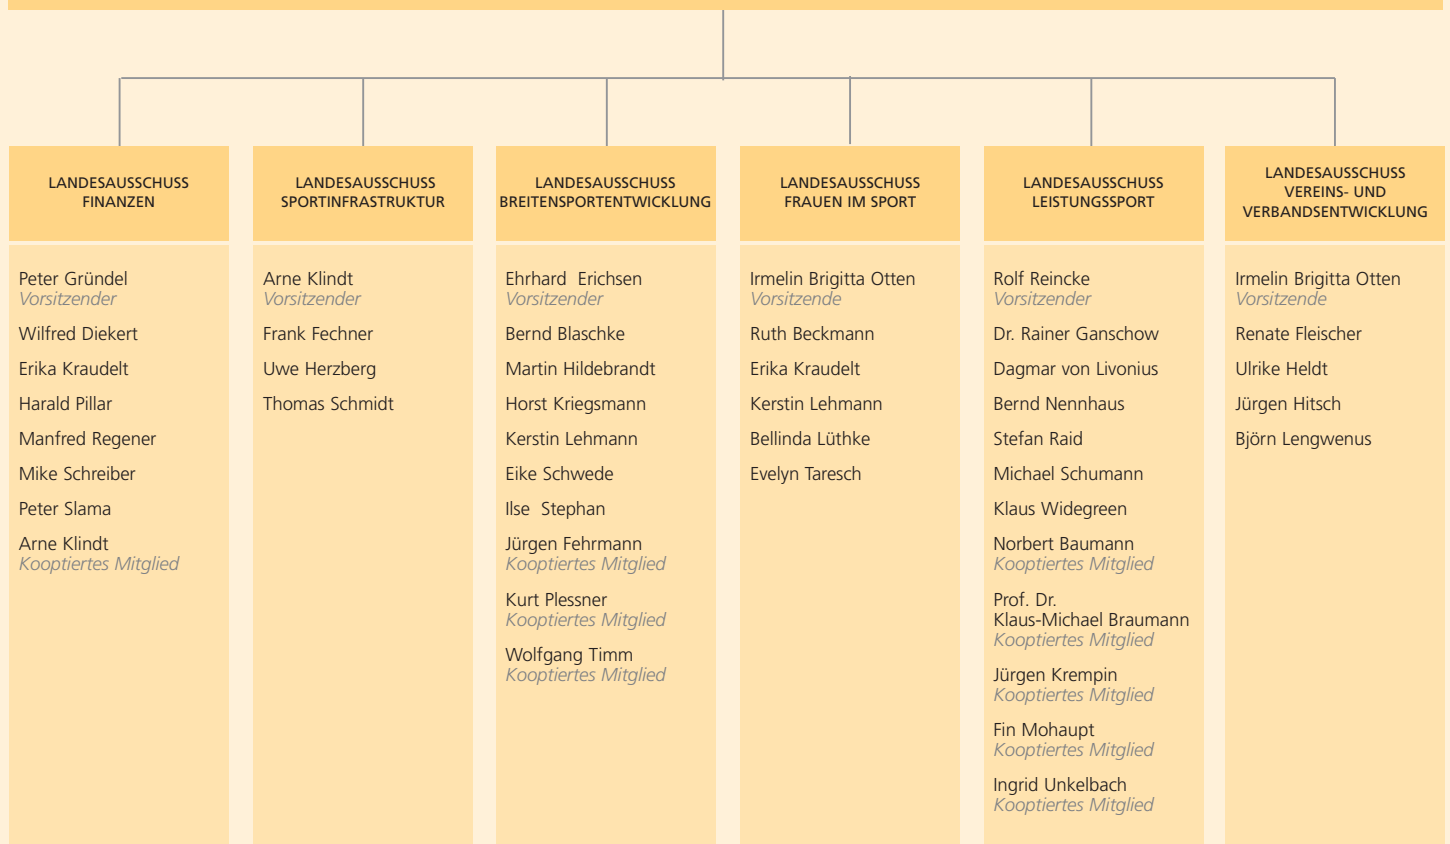 LANDESAUSSCHUSS
FINANZEN
Peter Gründel
Vorsitzender
Wilfred Diekert
Erika Kraudelt
Harald Pillar
Manfred Regener
Mike Schreiber
Peter Slama
Arne Klindt
Kooptiertes Mitglied
LANDESAUSSCHUSS
SPORTINFRASTRUKTUR
Arne Klindt
Vorsitzender
Frank Fechner
Uwe Herzberg
Thomas Schmidt
LANDESAUSSCHUSS
BREITENSPORTENTWICKLUNG
Ehrhard Erichsen
Vorsitzender
Bernd Blaschke
Martin Hildebrandt
Horst Kriegsmann
Kerstin Lehmann
Eike Schwede
Ilse Stephan
Jürgen Fehrmann
Kooptiertes Mitglied
Kurt Plessner
Kooptiertes Mitglied
Wolfgang Timm
Kooptiertes Mitglied
LANDESAUSSCHUSS
FRAUEN IM SPORT
Irmelin Brigitta Otten
Vorsitzende
Ruth Beckmann
Erika Kraudelt
Kerstin Lehmann
Bellinda Lüthke
Evelyn Taresch
LANDESAUSSCHUSS
LEISTUNGSSPORT
Rolf Reincke
Vorsitzender
Dr. Rainer Ganschow
Dagmar von Livonius
Bernd Nennhaus
Stefan Raid
Michael Schumann
Klaus Widegreen
Norbert Baumann
Kooptiertes Mitglied
Prof. Dr.
Klaus-Michael Braumann
Kooptiertes Mitglied
Jürgen Krempin
Kooptiertes Mitglied
Fin Mohaupt
Kooptiertes Mitglied
Ingrid Unkelbach
Kooptiertes Mitglied
LANDESAUSSCHUSS
VEREINS- UND
VERBANDSENTWICKLUNG
Irmelin Brigitta Otten
Vorsitzende
Renate Fleischer
Ulrike Heldt
Jürgen Hitsch
Björn Lengwenus